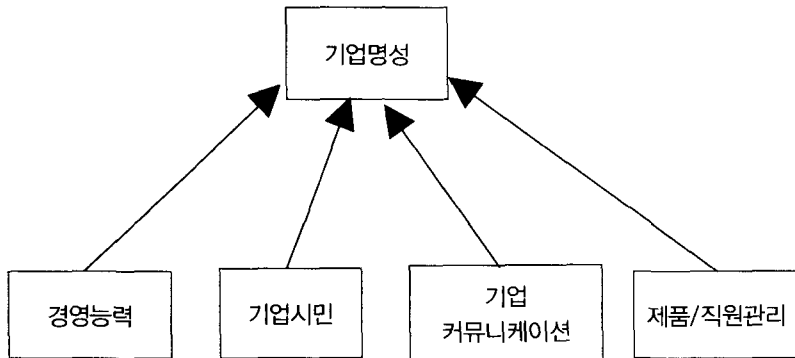 기업명성
경영능력
기업시민
기업
커뮤니케이션
제품/직원관리